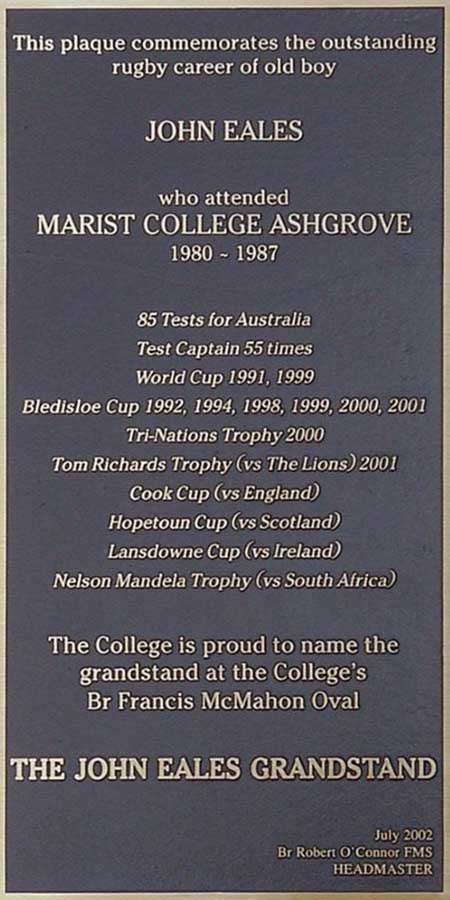 This plaque commemorates the outstanding
rugby career of old boy
JOHN EALES
who attended
MARIST COLLEGE ASHGROVE
1980 ~ 1987
85 Tests for Australia
Test Captain 55 times
World Cup 1991, 1999
Bledisloe Cup 1992, 1994, 1998, 1999, 2000, 2001
Tri-Nations Trophy 2000
Tom Richards Trophy (vs The Lions) 2001
Cook Cup (vs England)
Hopetoun Cup (vs Scotland)
Lansdowne Cup (vs Ireland)
Nelson Mandela Trophy (vs South Africa)
The College is proud to name the
grandstand at the College's
Br Francis McMahon Oval
THE JOHN EALES GRANDSTAND
July 2002
Br Robert O'Connor FMS
HEADMASTER